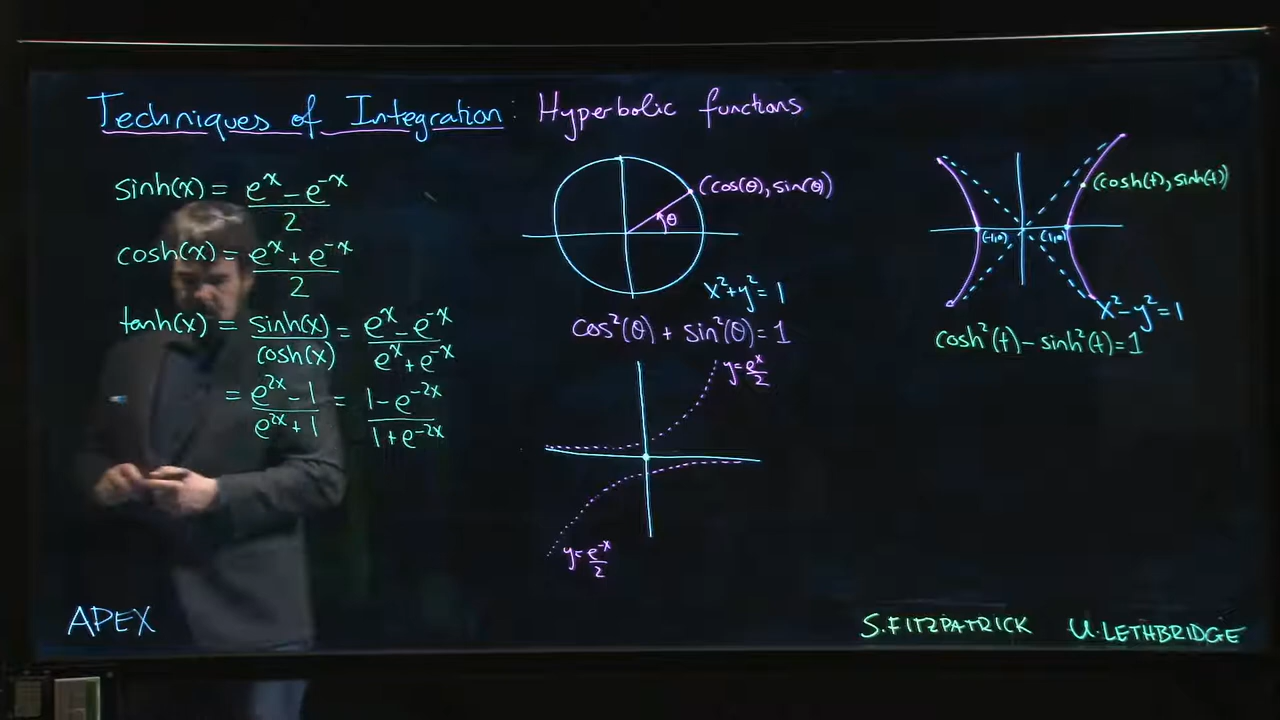 Techniques of Integration: Hyperbolic functions
sinh(x) = (e^x - e^-x)/2
cosh(x) = (e^x + e^-x)/2
tanh(x) = sinh(x)/cosh(x) = (e^x - e^-x)/(e^x + e^-x)
= (e^2x - 1)/(e^2x + 1) = (1 - e^-2x)/(1 + e^-2x)
(cos(θ), sin(θ))
θ
x² + y² = 1
cos²(θ) + sin²(θ) = 1
y = e^x/2
y = e^-x/2
(cosh(t), sinh(t))
(-1,0) (1,0)
x² - y² = 1
cosh²(t) - sinh²(t) = 1
APEX
S. FITZPATRICK U. LETHBRIDGE